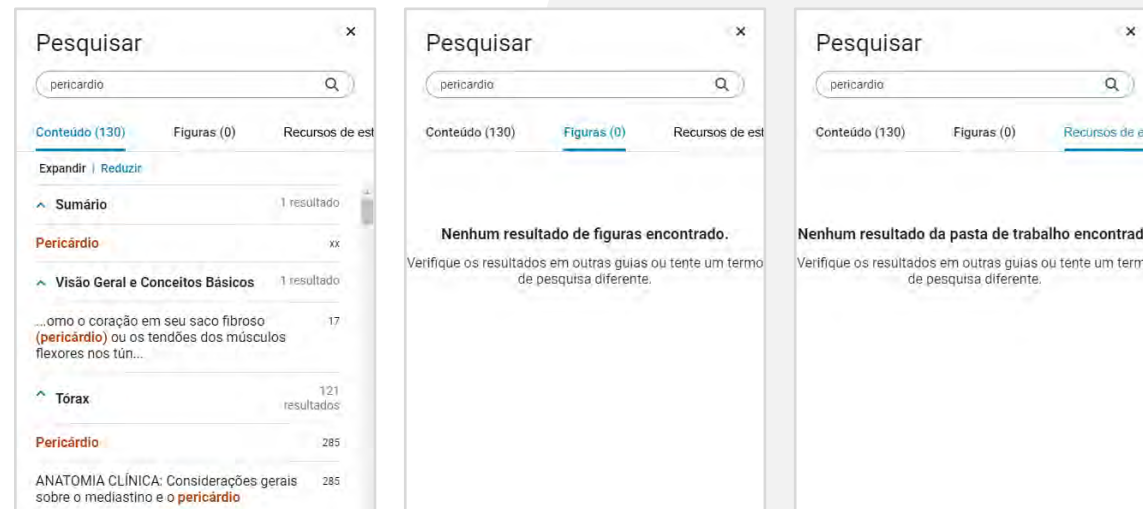 Pesquisar
×
pericardio
Conteúdo (130) Figuras (0) Recursos de est
Expandir | Reduzir
Sumário 1 resultado
Pericárdio xx
Visão Geral e Conceitos Básicos 1 resultado
...omo o coração em seu saco fibroso 17
(pericárdio) ou os tendões dos músculos
flexores nos tún...
Tórax 121
resultados
Pericárdio 285
ANATOMIA CLÍNICA: Considerações gerais 285
sobre o mediastino e o pericárdio
Pesquisar
×
pericardio
Conteúdo (130) Figuras (0) Recursos de est
Nenhum resultado de figuras encontrado.
Verifique os resultados em outras guias ou tente um termo
de pesquisa diferente.
Pesquisar
×
pericardio
Conteúdo (130) Figuras (0) Recursos de e
Nenhum resultado da pasta de trabalho encontrad
Verifique os resultados em outras guias ou tente um term
de pesquisa diferente.